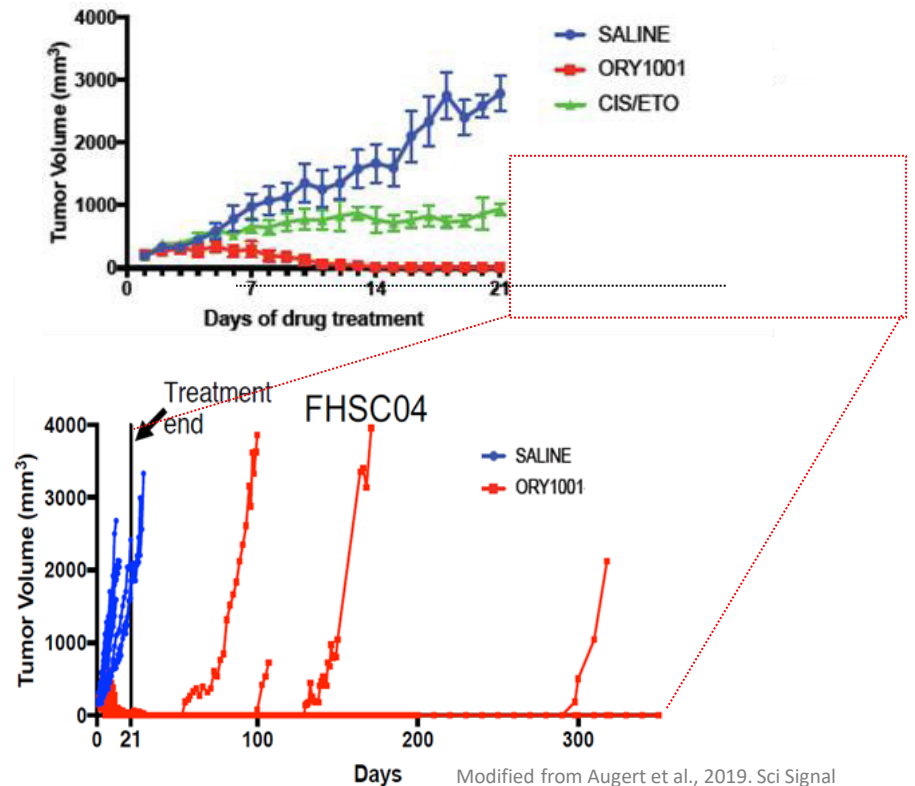 4000
3000
2000
1000
0
Tumor Volume (mm³)
SALINE
ORY1001
CIS/ETO
0 7 14 21
Days of drug treatment
Treatment
end
FHSC04
4000
3000
2000
1000
0
Tumor Volume (mm³)
SALINE
ORY1001
0 21 100 200 300
Days
Modified from Augert et al., 2019. Sci Signal